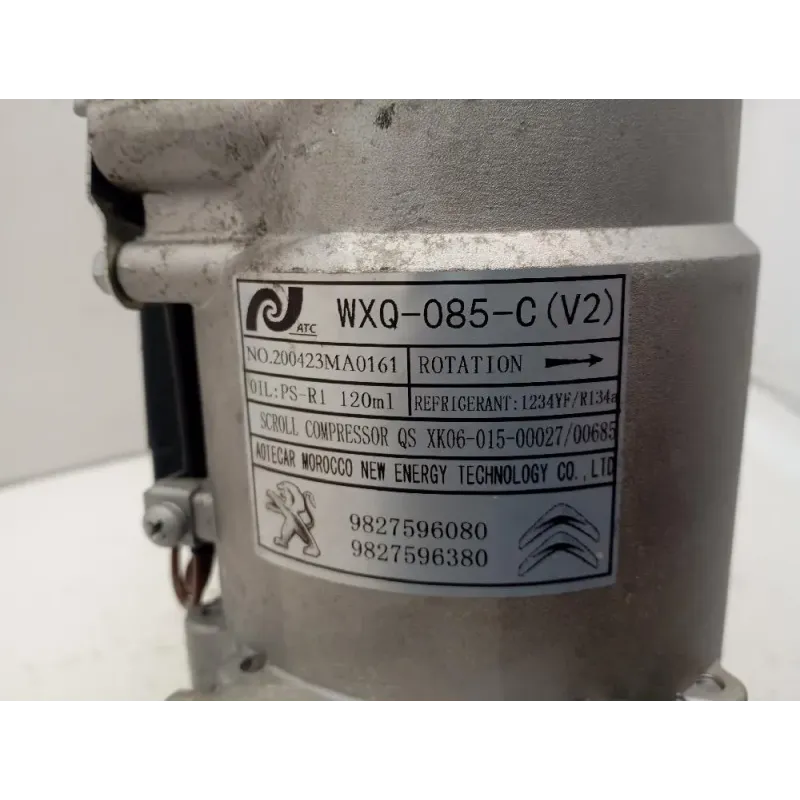 ATC WXQ-085-C(V2)
NO.200423MA0161 ROTATION
OIL:PS-R1 120ml REFRIGERANT:1234YF/R134a
SCROLL COMPRESSOR QS XK06-015-00027/00685
AOTECAR MOROCCO NEW ENERGY TECHNOLOGY CO.,LTD
9827596080
9827596380